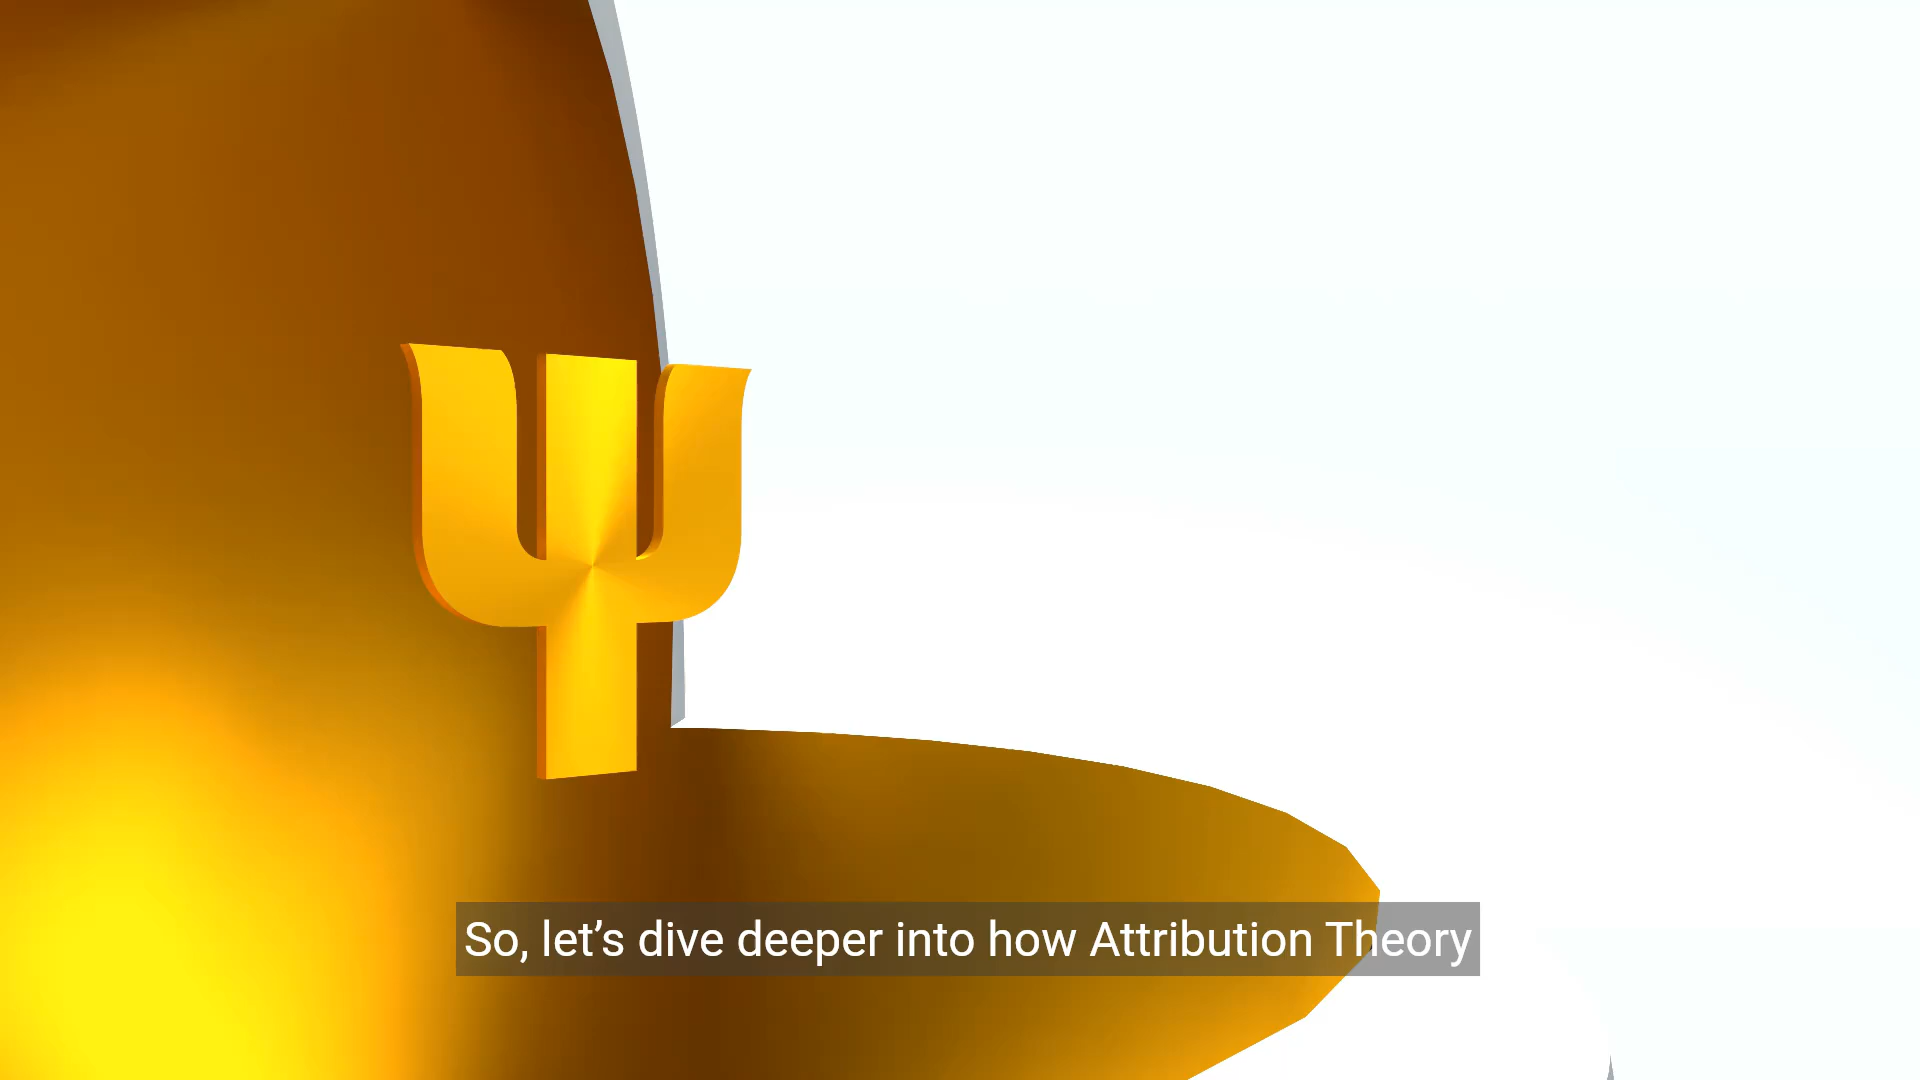 Ψ
So, let’s dive deeper into how Attribution Theory